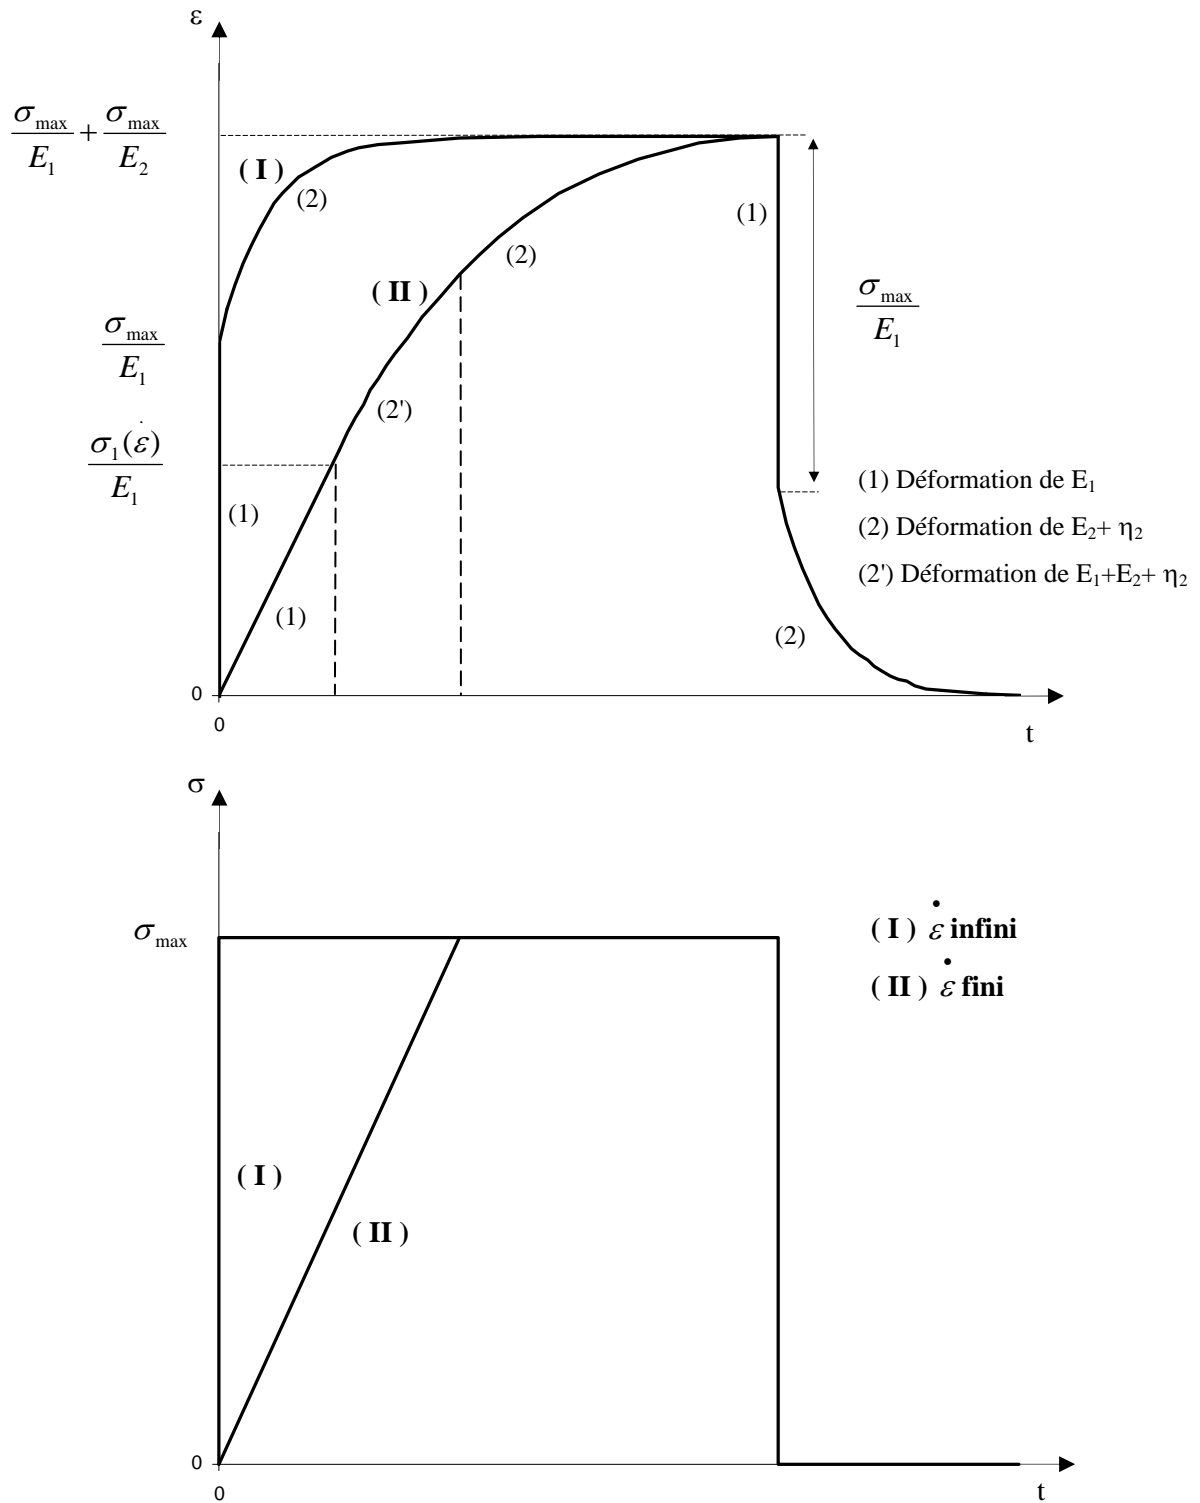 ε
σmax/E1 + σmax/E2
( I )
(2)
(1)
(2)
( II )
σmax/E1
σmax/E1
(2')
σ1(ε̇)/E1
(1) Déformation de E1
(1)
(2) Déformation de E2+ η2
(2') Déformation de E1+E2+ η2
(1)
(2)
0
0
t
σ
σmax
( I ) ε̇ infini
( II ) ε̇ fini
( I )
( II )
0
0
t